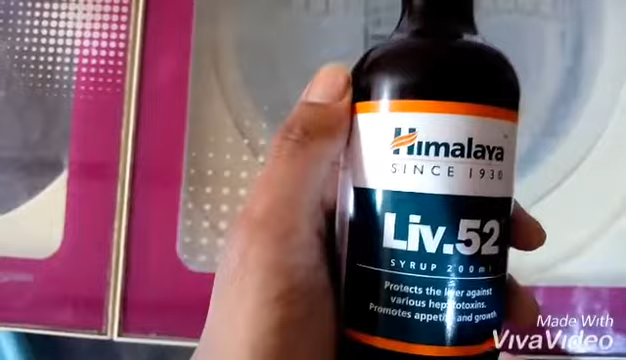 Himalaya
SINCE 1930
Liv.52
SYRUP 200ml
Protects the liver against
various hepatotoxins.
Promotes appetite and growth
Made With
VivaVideo